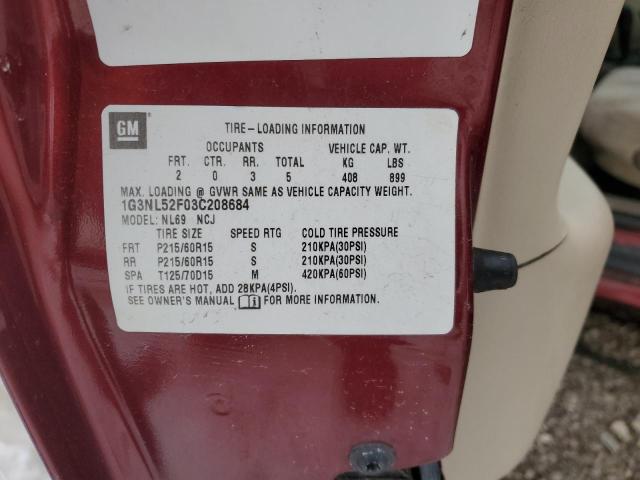 GM
TIRE-LOADING INFORMATION
OCCUPANTS VEHICLE CAP. WT.
FRT. CTR. RR. TOTAL KG LBS
2 0 3 5 408 899
MAX. LOADING @ GVWR SAME AS VEHICLE CAPACITY WEIGHT.
1G3NL52F03C208684
MODEL: NL69 NCJ
TIRE SIZE SPEED RTG COLD TIRE PRESSURE
FRT P215/60R15 S 210KPA(30PSI)
RR P215/60R15 S 210KPA(30PSI)
SPA T125/70D15 M 420KPA(60PSI)
IF TIRES ARE HOT, ADD 28KPA(4PSI).
SEE OWNER'S MANUAL FOR MORE INFORMATION.